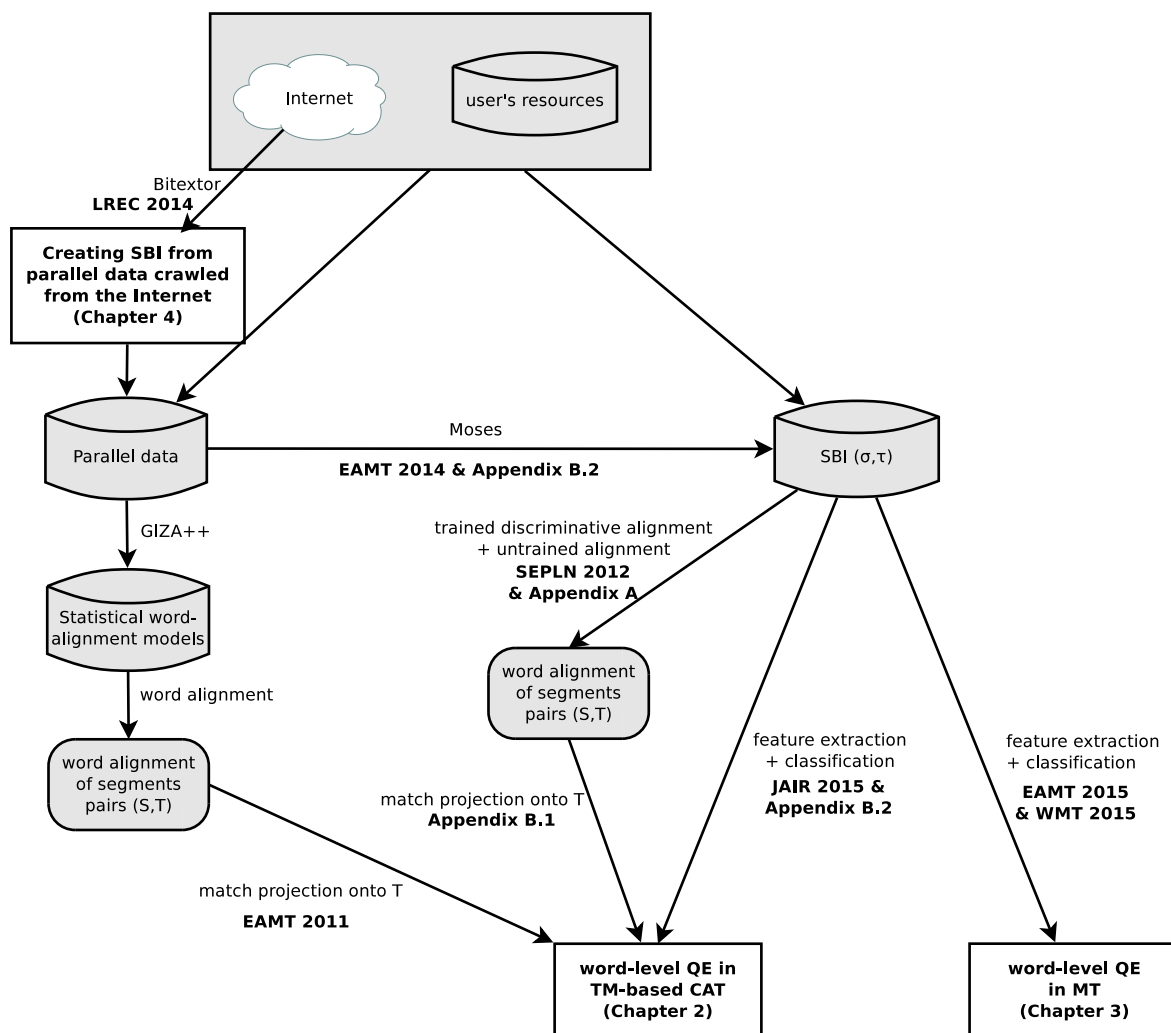 Internet
user's resources
Bitextor
LREC 2014
Creating SBI from
parallel data crawled
from the Internet
(Chapter 4)
Parallel data
Moses
EAMT 2014 & Appendix B.2
SBI (σ,τ)
GIZA++
trained discriminative alignment
+ untrained alignment
SEPLN 2012
& Appendix A
Statistical word-
alignment models
word alignment
word alignment
of segments
pairs (S,T)
word alignment
of segments
pairs (S,T)
match projection onto T
Appendix B.1
feature extraction
+ classification
JAIR 2015 &
Appendix B.2
feature extraction
+ classification
EAMT 2015
& WMT 2015
match projection onto T
EAMT 2011
word-level QE in
TM-based CAT
(Chapter 2)
word-level QE
in MT
(Chapter 3)